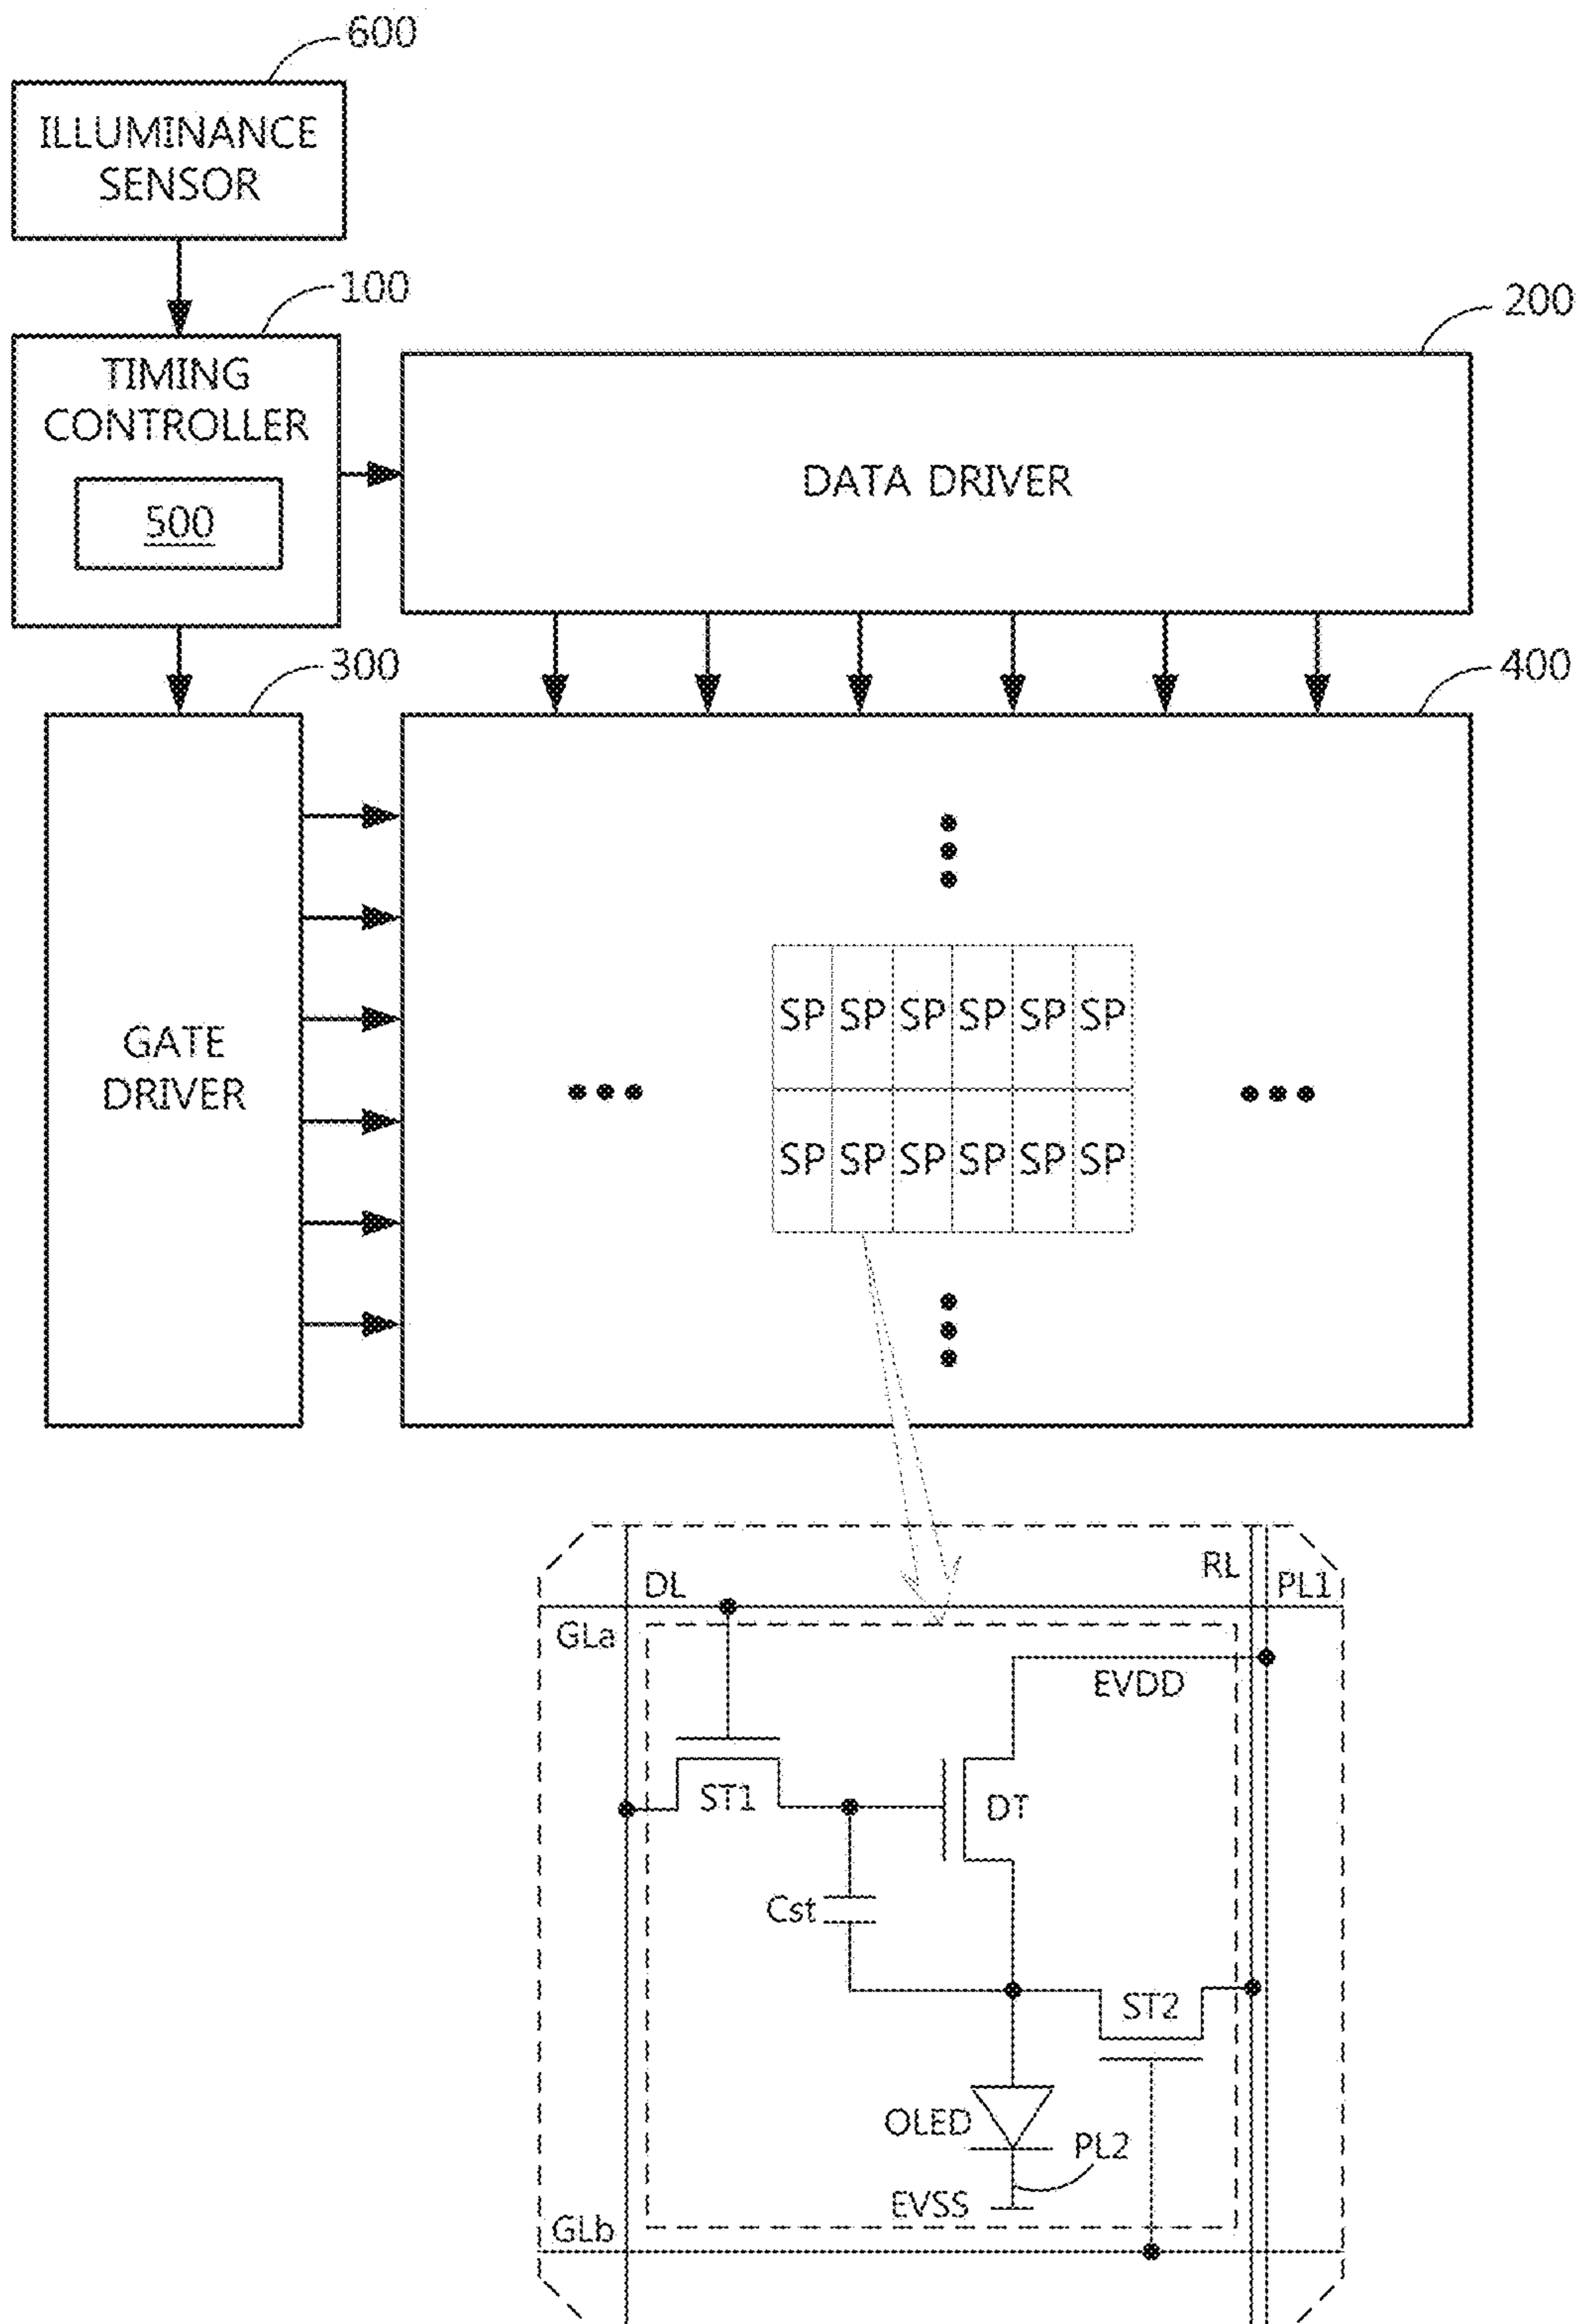 600
ILLUMINANCE
SENSOR
100
200
TIMING
CONTROLLER
500
DATA DRIVER
300
400
GATE
DRIVER
SP SP SP SP SP SP
SP SP SP SP SP SP
DL
RL
PL1
GLa
EVDD
ST1
DT
Cst
ST2
OLED
PL2
EVSS
GLb